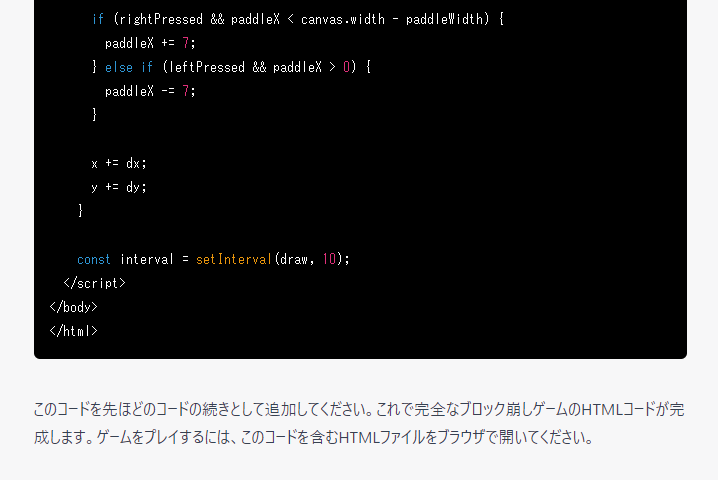 if (rightPressed && paddleX < canvas.width - paddleWidth) {
paddleX += 7;
} else if (leftPressed && paddleX > 0) {
paddleX -= 7;
}
x += dx;
y += dy;
}
const interval = setInterval(draw, 10);
</script>
</body>
</html>
このコードを先ほどのコードの続きとして追加してください。これで完全なブロック崩しゲームのHTMLコードが完
成します。ゲームをプレイするには、このコードを含むHTMLファイルをブラウザで開いてください。